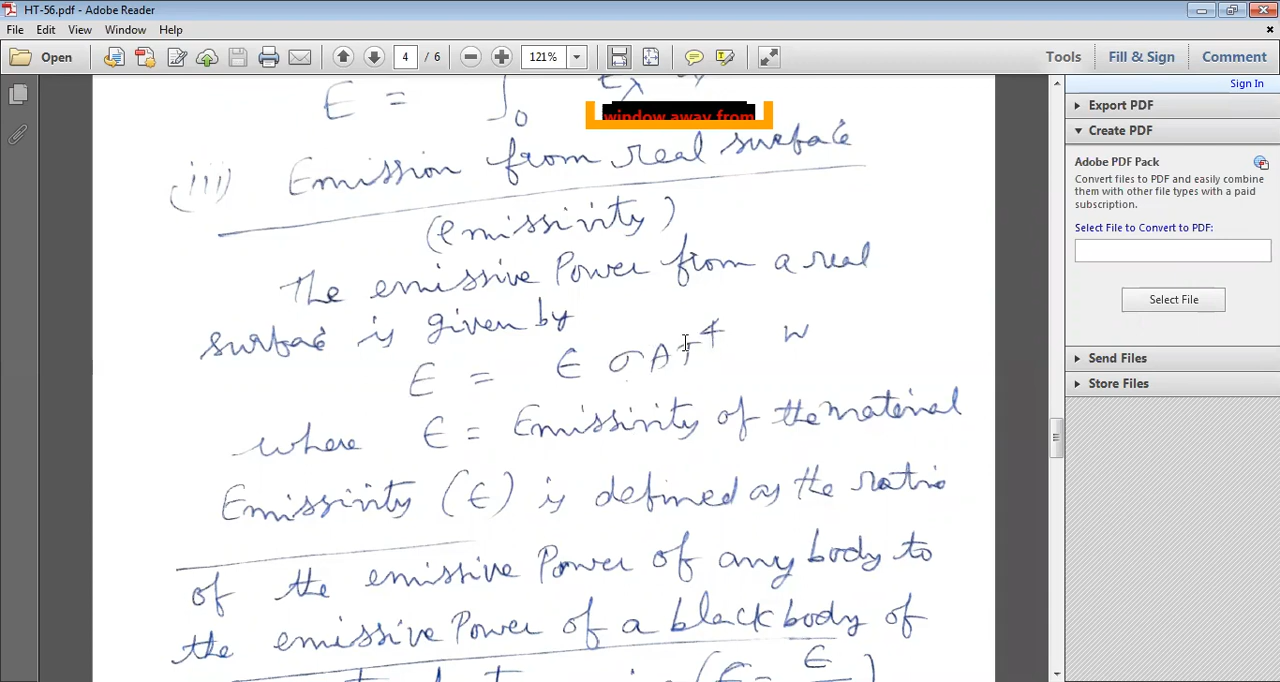 HT-56.pdf - Adobe Reader
File Edit View Window Help
Open 4 / 6 121% Tools Fill & Sign Comment
Sign In
E = ∫0 Eλ
window away from
(iii) Emission from real surface
(emissivity)
The emissive Power from a real
surface is given by
E = ϵ σ A T^4 W
where ϵ = Emissivity of the material
Emissivity (ϵ) is defined as the ratio
of the emissive Power of any body to
the emissive Power of a black body of
Export PDF
Create PDF
Adobe PDF Pack
Convert files to PDF and easily combine
them with other file types with a paid
subscription.
Select File to Convert to PDF:
Select File
Send Files
Store Files